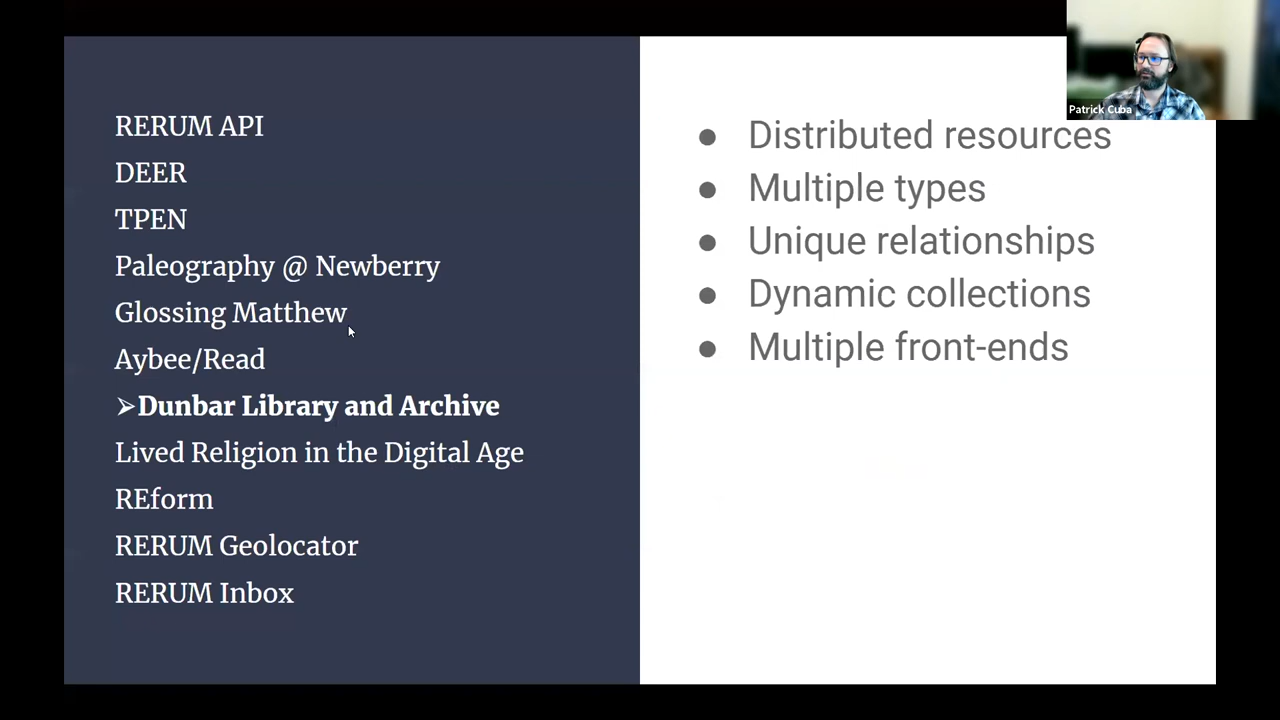 RERUM API
DEER
TPEN
Paleography @ Newberry
Glossing Matthew
Aybee/Read
➢Dunbar Library and Archive
Lived Religion in the Digital Age
REform
RERUM Geolocator
RERUM Inbox
● Distributed resources
● Multiple types
● Unique relationships
● Dynamic collections
● Multiple front-ends
Patrick Cuba